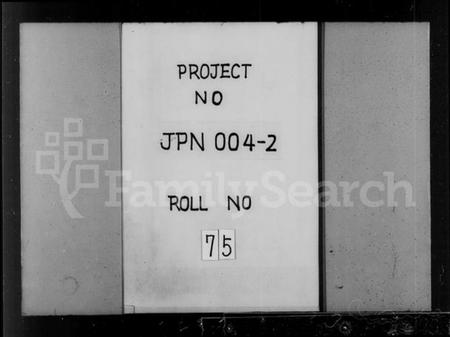 PROJECT
NO
JPN 004-2
FamilySearch
ROLL NO
75